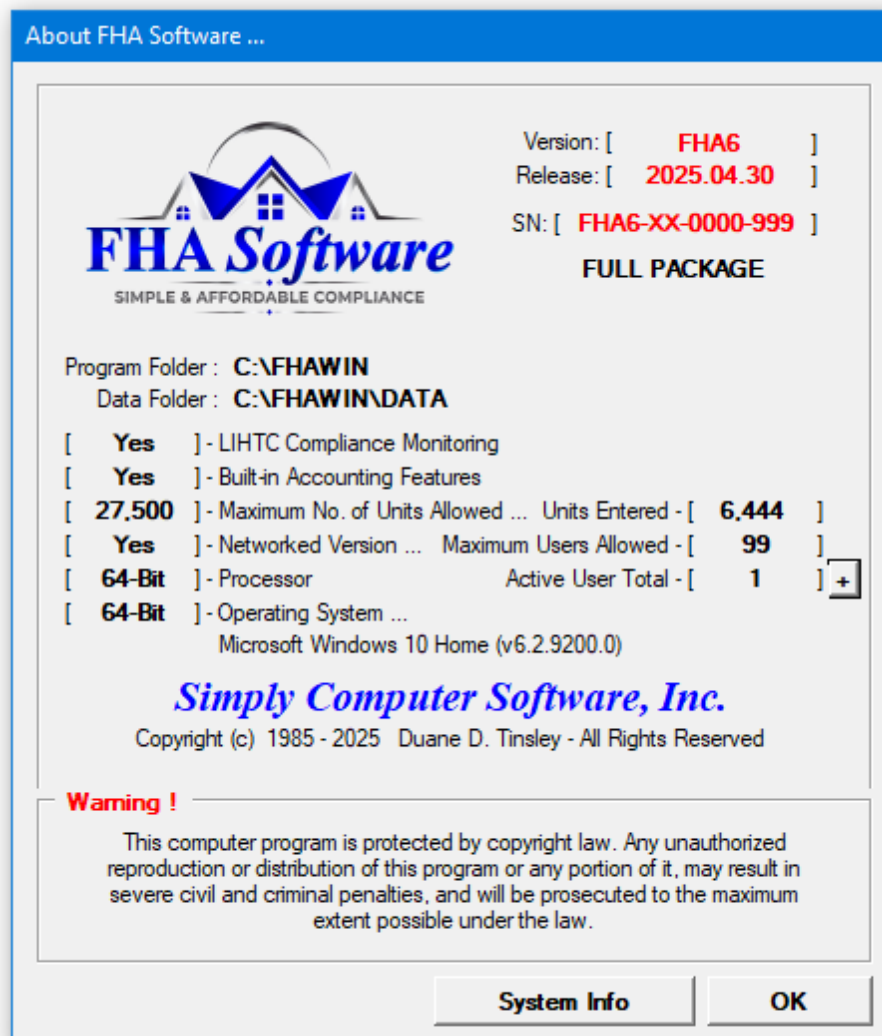 About FHA Software ...
FHA Software
SIMPLE & AFFORDABLE COMPLIANCE
Version: [ FHA6 ]
Release: [ 2025.04.30 ]
SN: [ FHA6-XX-0000-999 ]
FULL PACKAGE
Program Folder : C:\FHAWIN
Data Folder : C:\FHAWIN\DATA
[ Yes ] - LIHTC Compliance Monitoring
[ Yes ] - Built-in Accounting Features
[ 27,500 ] - Maximum No. of Units Allowed ... Units Entered - [ 6,444 ]
[ Yes ] - Networked Version ... Maximum Users Allowed - [ 99 ]
[ 64-Bit ] - Processor Active User Total - [ 1 ] +
[ 64-Bit ] - Operating System ...
Microsoft Windows 10 Home (v6.2.9200.0)
Simply Computer Software, Inc.
Copyright (c) 1985 - 2025 Duane D. Tinsley - All Rights Reserved
Warning !
This computer program is protected by copyright law. Any unauthorized
reproduction or distribution of this program or any portion of it, may result in
severe civil and criminal penalties, and will be prosecuted to the maximum
extent possible under the law.
System Info OK